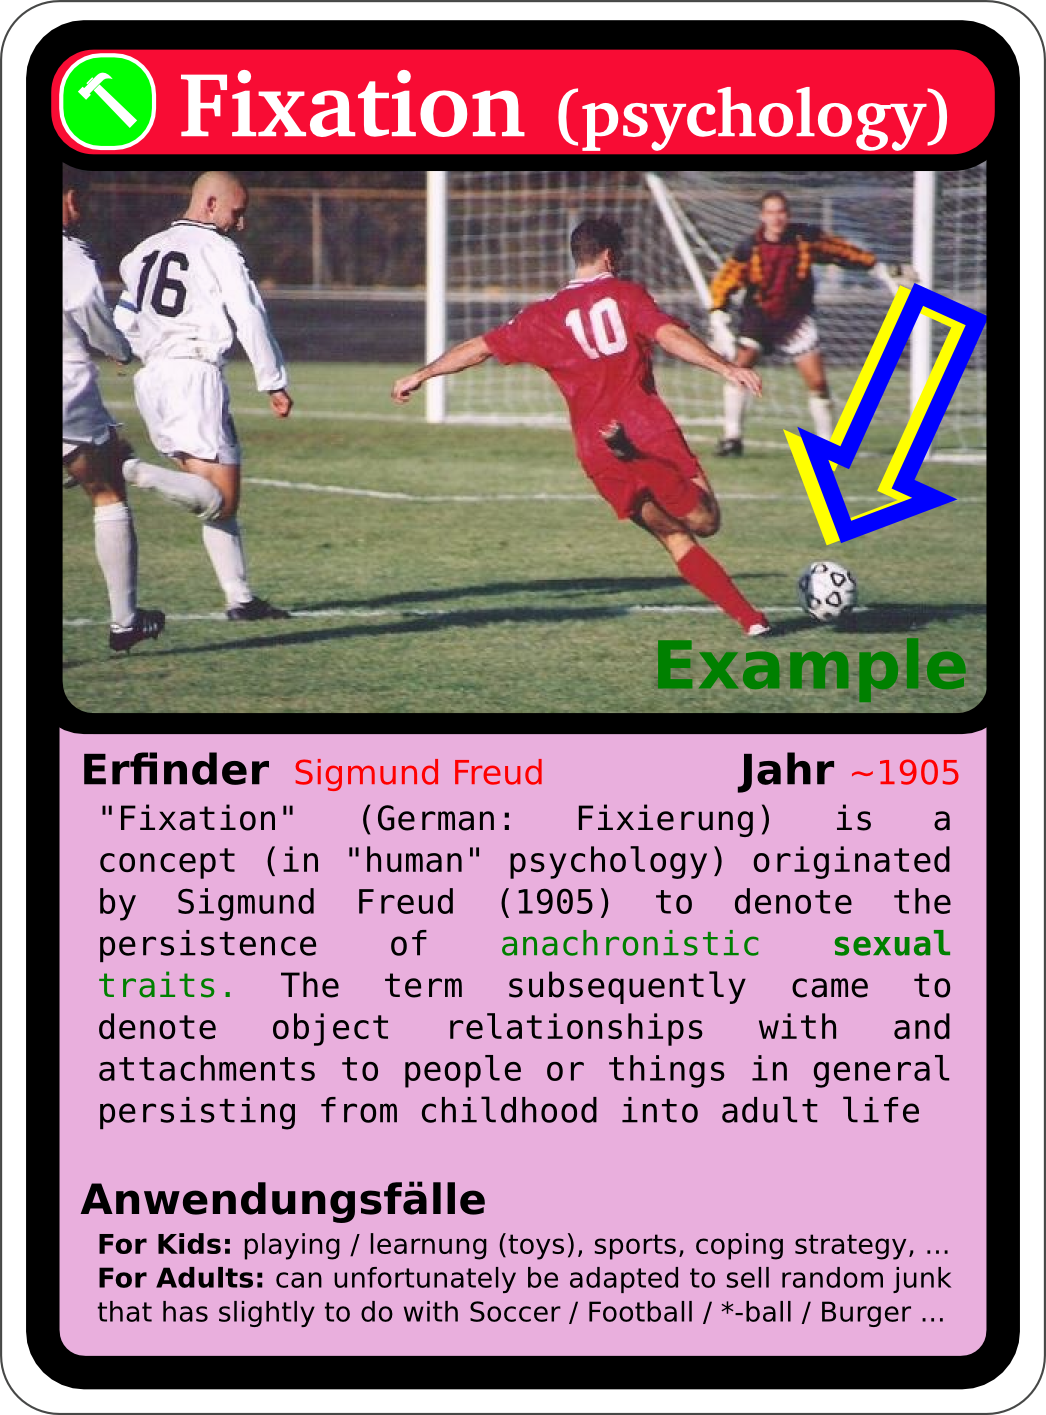 Fixation (psychology)
16
10
Example
Erfinder Sigmund Freud Jahr ~1905
"Fixation" (German: Fixierung) is a
concept (in "human" psychology) originated
by Sigmund Freud (1905) to denote the
persistence of anachronistic sexual
traits. The term subsequently came to
denote object relationships with and
attachments to people or things in general
persisting from childhood into adult life
Anwendungsfälle
For Kids: playing / learnung (toys), sports, coping strategy, ...
For Adults: can unfortunately be adapted to sell random junk
that has slightly to do with Soccer / Football / *-ball / Burger ...